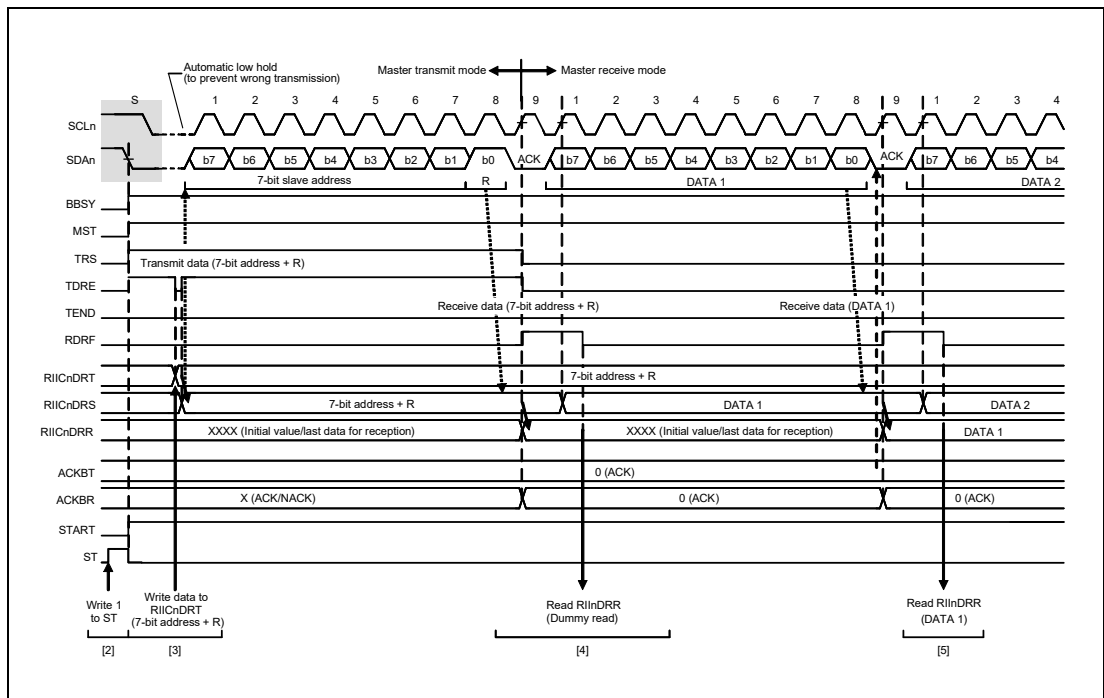 Automatic low hold
(to prevent wrong transmission)
Master transmit mode
Master receive mode
S 1 2 3 4 5 6 7 8 9 1 2 3 4 5 6 7 8 9 1 2 3 4
SCLn
SDAn b7 b6 b5 b4 b3 b2 b1 b0 ACK b7 b6 b5 b4 b3 b2 b1 b0 ACK b7 b6 b5 b4
7-bit slave address R DATA 1 DATA 2
BBSY
MST
TRS
Transmit data (7-bit address + R)
TDRE
Receive data (7-bit address + R) Receive data (DATA 1)
TEND
RDRF
RIICnDRT 7-bit address + R
RIICnDRS 7-bit address + R DATA 1 DATA 2
RIICnDRR XXXX (Initial value/last data for reception) XXXX (Initial value/last data for reception) DATA 1
ACKBT 0 (ACK)
ACKBR X (ACK/NACK) 0 (ACK) 0 (ACK)
START
ST
Write 1
to ST
Write data to
RIICnDRT
(7-bit address + R)
Read RIInDRR
(Dummy read)
Read RIInDRR
(DATA 1)
[2] [3] [4] [5]